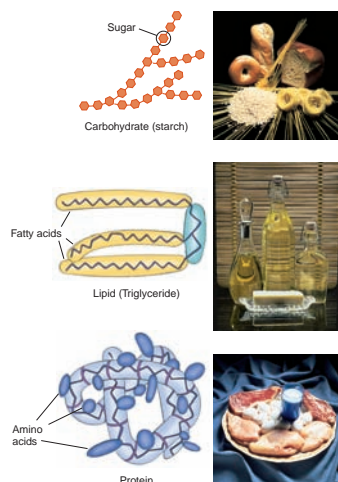 Sugar
Carbohydrate (starch)
Fatty acids
Lipid (Triglyceride)
Amino
acids
Protein